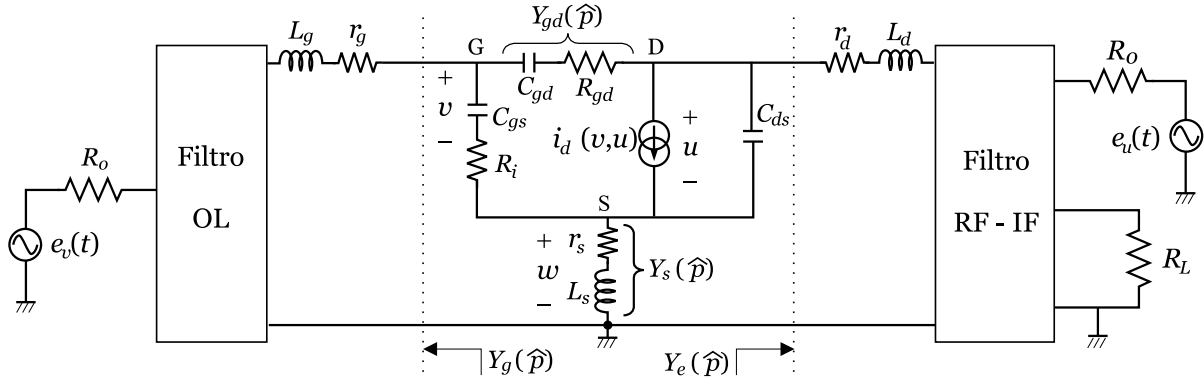 Y_gd(p̂)
L_g
r_g
G
D
r_d
L_d
R_o
C_gd
R_gd
+
v
−
C_gs
R_i
i_d (v,u)
+
u
−
C_ds
e_u(t)
Filtro
OL
Filtro
RF - IF
R_o
e_v(t)
S
+
w
−
r_s
L_s
Y_s(p̂)
R_L
Y_g(p̂)
Y_e(p̂)